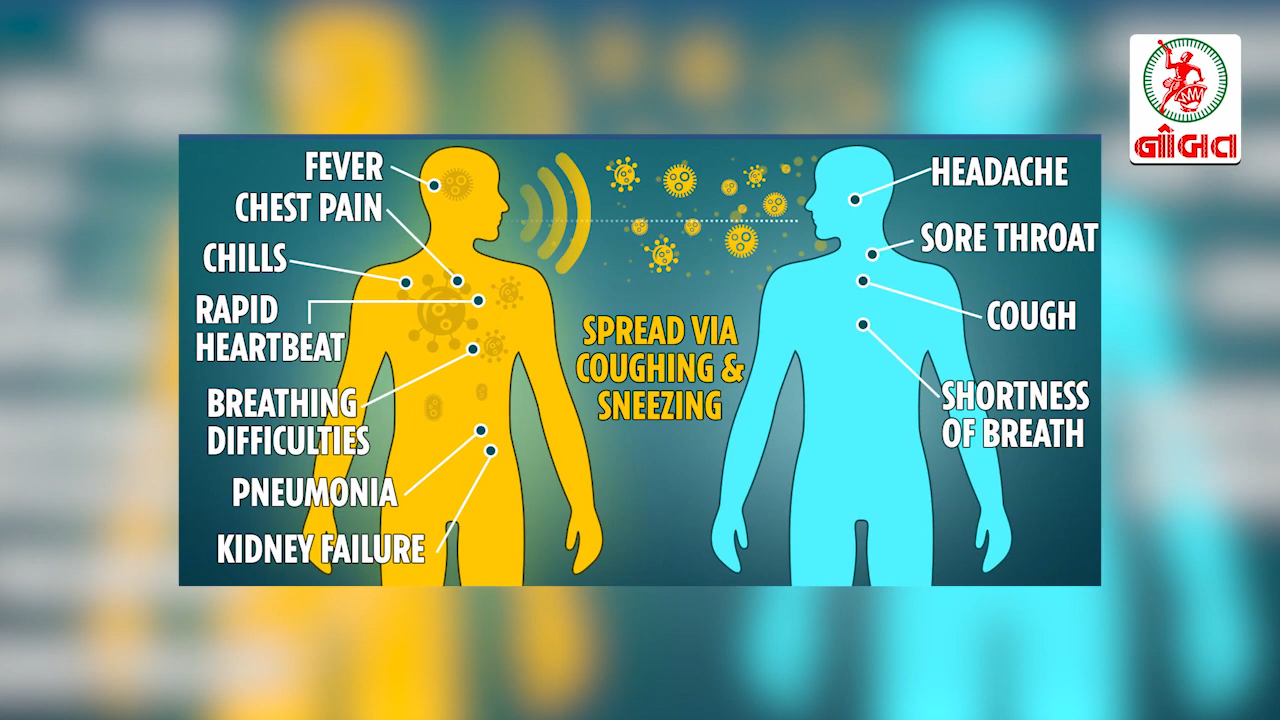 FEVER
CHEST PAIN
CHILLS
RAPID
HEARTBEAT
BREATHING
DIFFICULTIES
PNEUMONIA
KIDNEY FAILURE
SPREAD VIA
COUGHING &
SNEEZING
HEADACHE
SORE THROAT
COUGH
SHORTNESS
OF BREATH